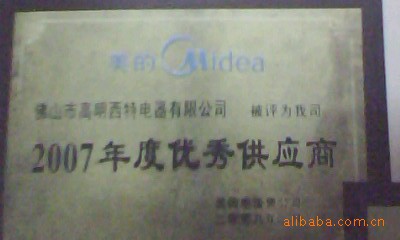 美的 Midea
佛山市高明西特电器有限公司 被评为我司
2007年度优秀供应商
alibaba.com.cn